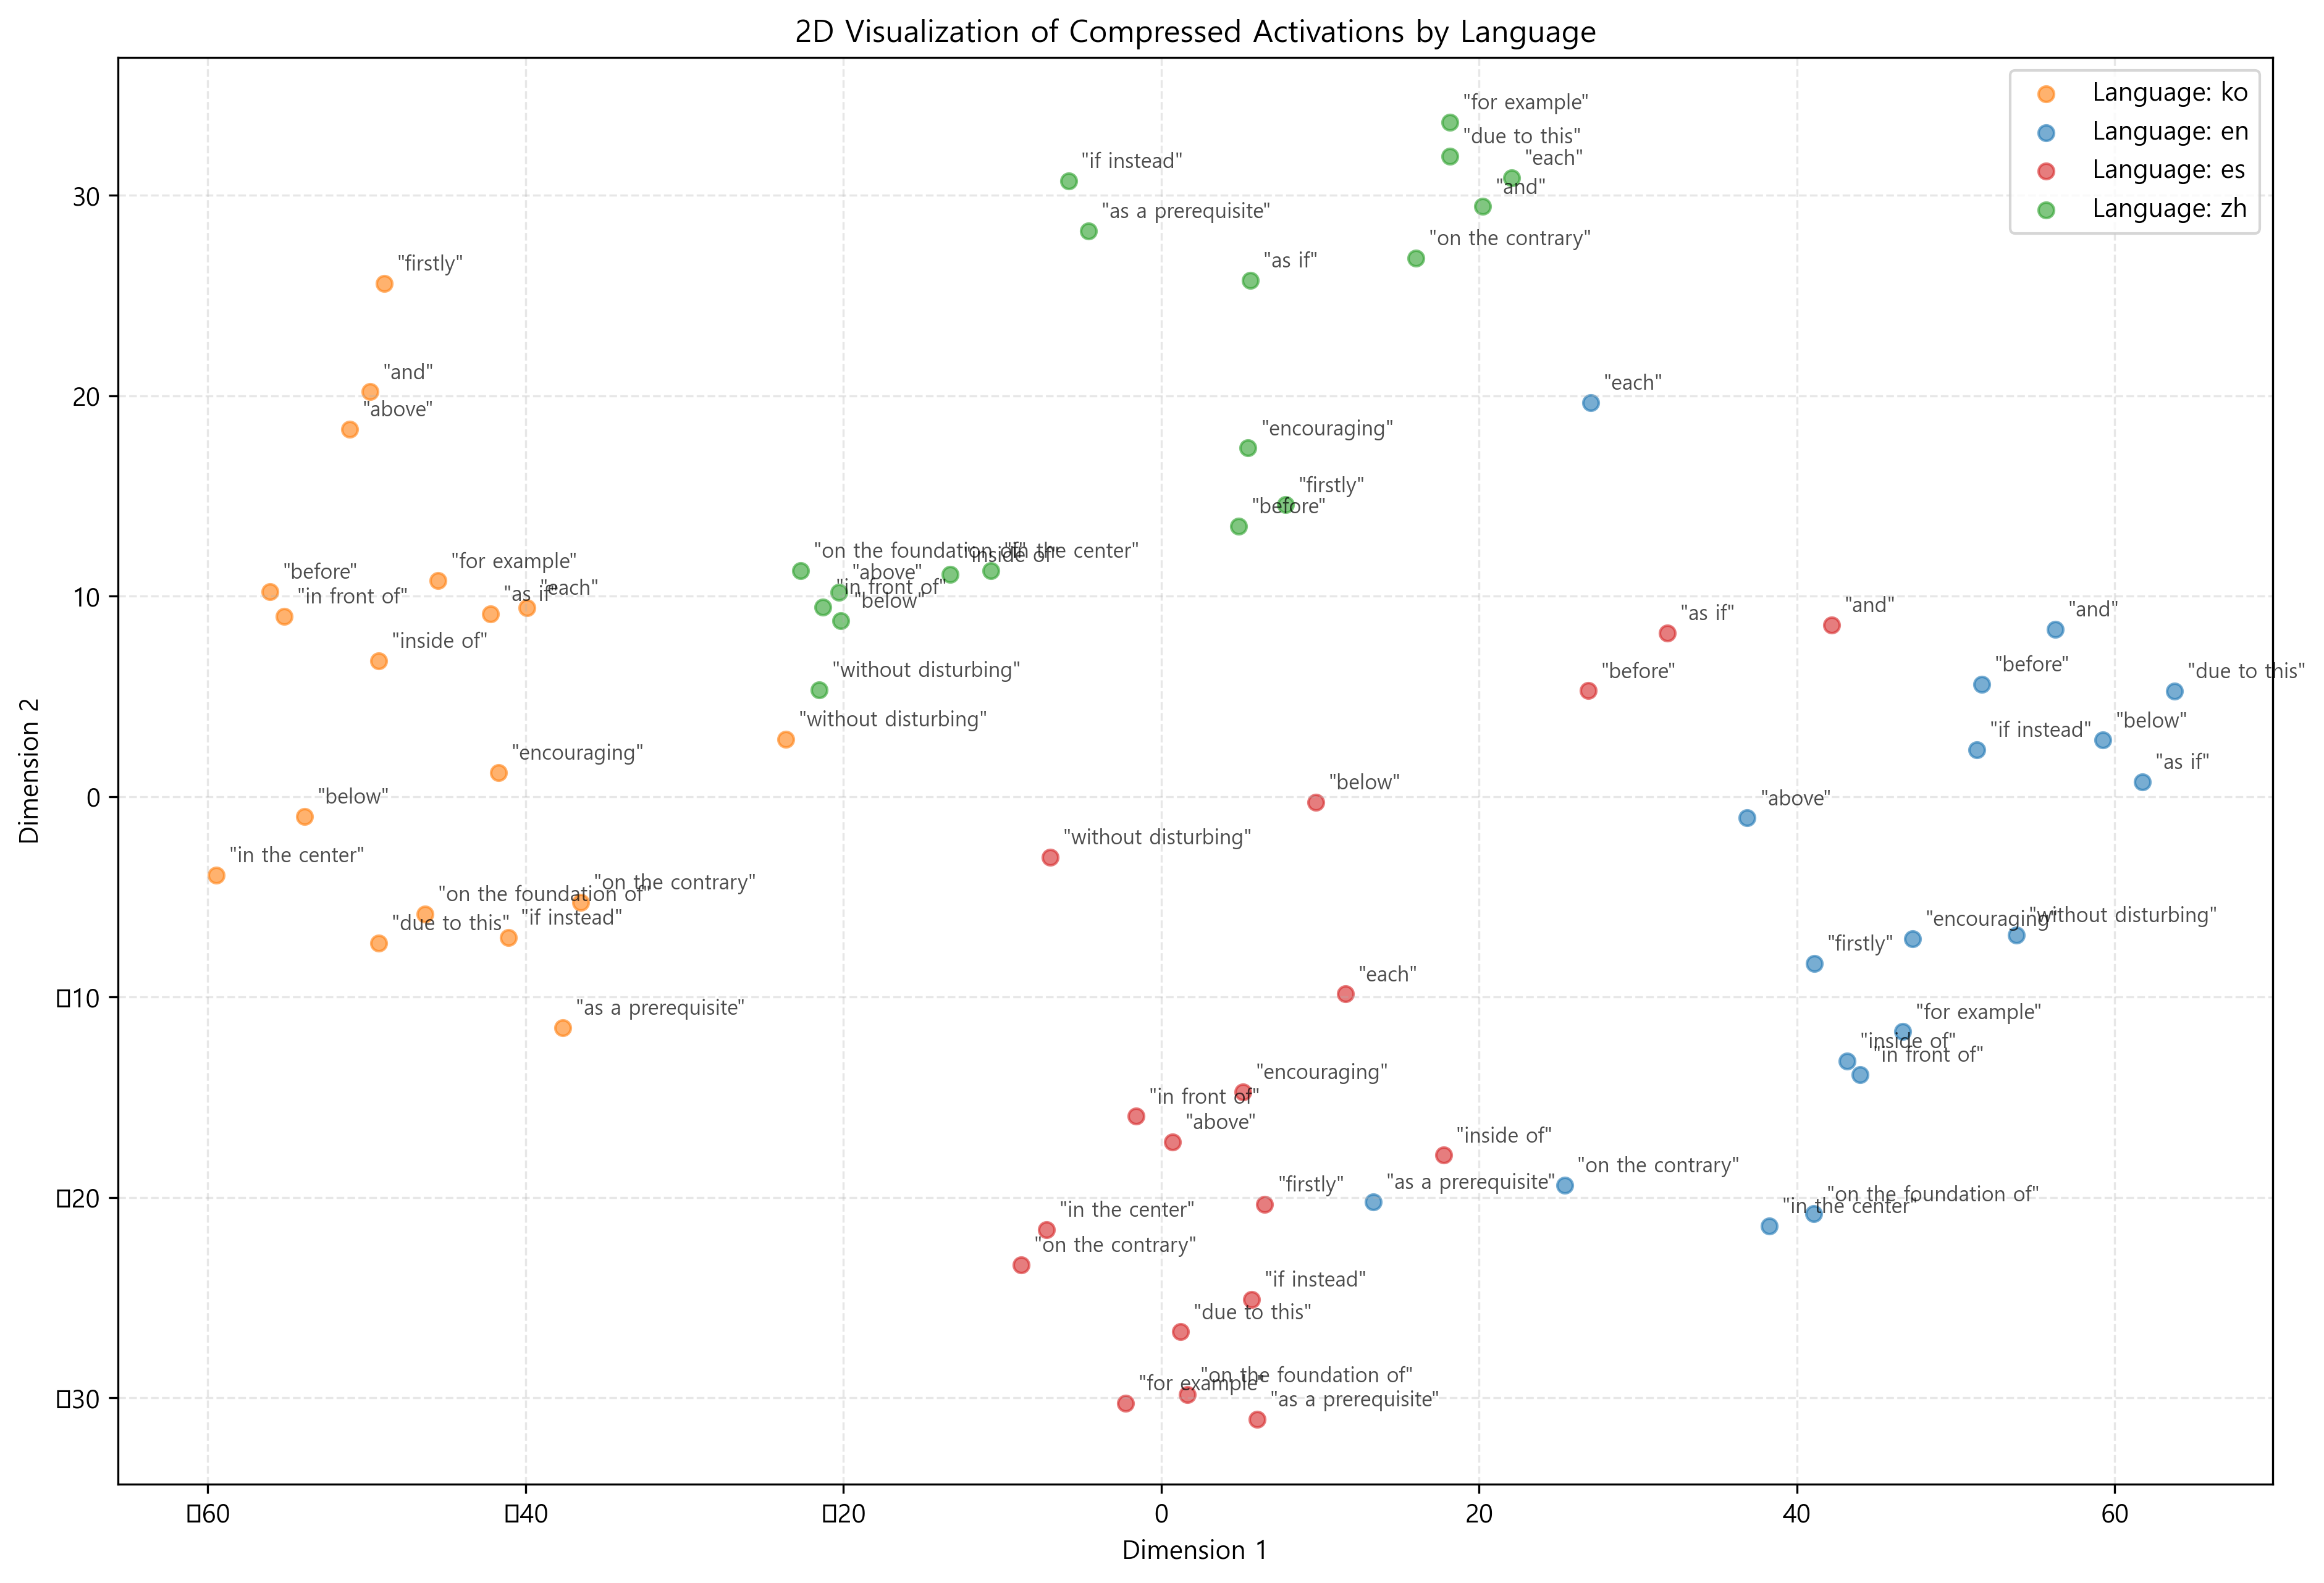 2D Visualization of Compressed Activations by Language
Language: ko
Language: en
Language: es
Language: zh
"for example"
"due to this"
"if instead"
"each"
"and"
"as a prerequisite"
"on the contrary"
"as if"
"firstly"
"and"
"above"
"each"
"encouraging"
"firstly"
"before"
"for example"
"before"
"in front of"
"as if"
"each"
"inside of"
"on the foundation of"
"inside of"
"in the center"
"above"
"in front of"
"below"
"without disturbing"
"without disturbing"
"encouraging"
"below"
"in the center"
"on the contrary"
"on the foundation of"
"if instead"
"due to this"
"as a prerequisite"
"as if"
"and"
"before"
"and"
"before"
"due to this"
"if instead"
"below"
"as if"
"above"
"below"
"without disturbing"
"encouraging"
"without disturbing"
"firstly"
"each"
"for example"
"inside of"
"in front of"
"encouraging"
"in front of"
"above"
"inside of"
"on the contrary"
"as a prerequisite"
"firstly"
"on the foundation of"
"in the center"
"in the center"
"on the contrary"
"if instead"
"due to this"
"on the foundation of"
"for example"
"as a prerequisite"
30
20
10
0
▯10
▯20
▯30
Dimension 2
▯60 ▯40 ▯20 0 20 40 60
Dimension 1